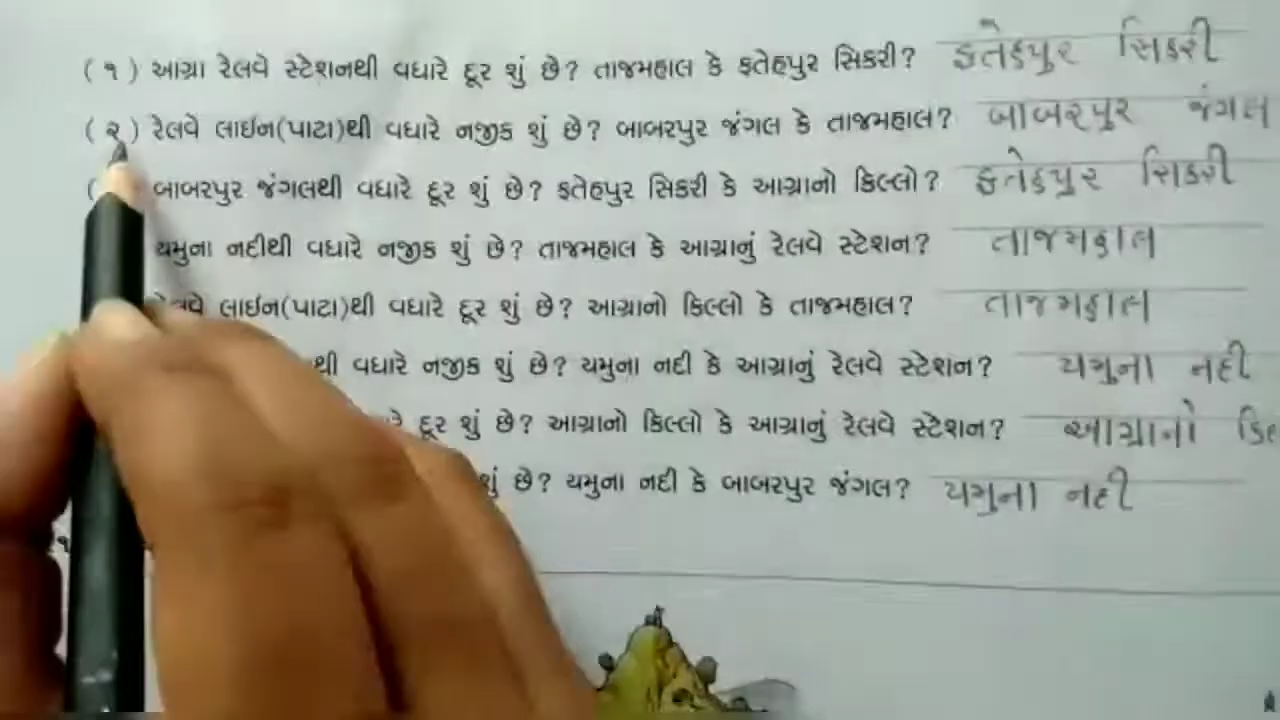 (૧) આગ્રા રેલવે સ્ટેશનથી વધારે દૂર શું છે? તાજમહાલ કે ફતેહપુર સિકરી? ફતેહપુર સિકરી
(૨) રેલવે લાઈન(પાટા)થી વધારે નજીક શું છે? બાબરપુર જંગલ કે તાજમહાલ? બાબરપુર જંગલ
( બાબરપુર જંગલથી વધારે દૂર શું છે? ફતેહપુર સિકરી કે આગ્રાનો કિલ્લો? ફતેહપુર સિકરી
યમુના નદીથી વધારે નજીક શું છે? તાજમહાલ કે આગ્રાનું રેલવે સ્ટેશન? તાજમહાલ
રેલવે લાઈન(પાટા)થી વધારે દૂર શું છે? આગ્રાનો કિલ્લો કે તાજમહાલ? તાજમહાલ
થી વધારે નજીક શું છે? યમુના નદી કે આગ્રાનું રેલવે સ્ટેશન? યમુના નદી
દૂર શું છે? આગ્રાનો કિલ્લો કે આગ્રાનું રેલવે સ્ટેશન? આગ્રાનો
શું છે? યમુના નદી કે બાબરપુર જંગલ? યમુના નદી